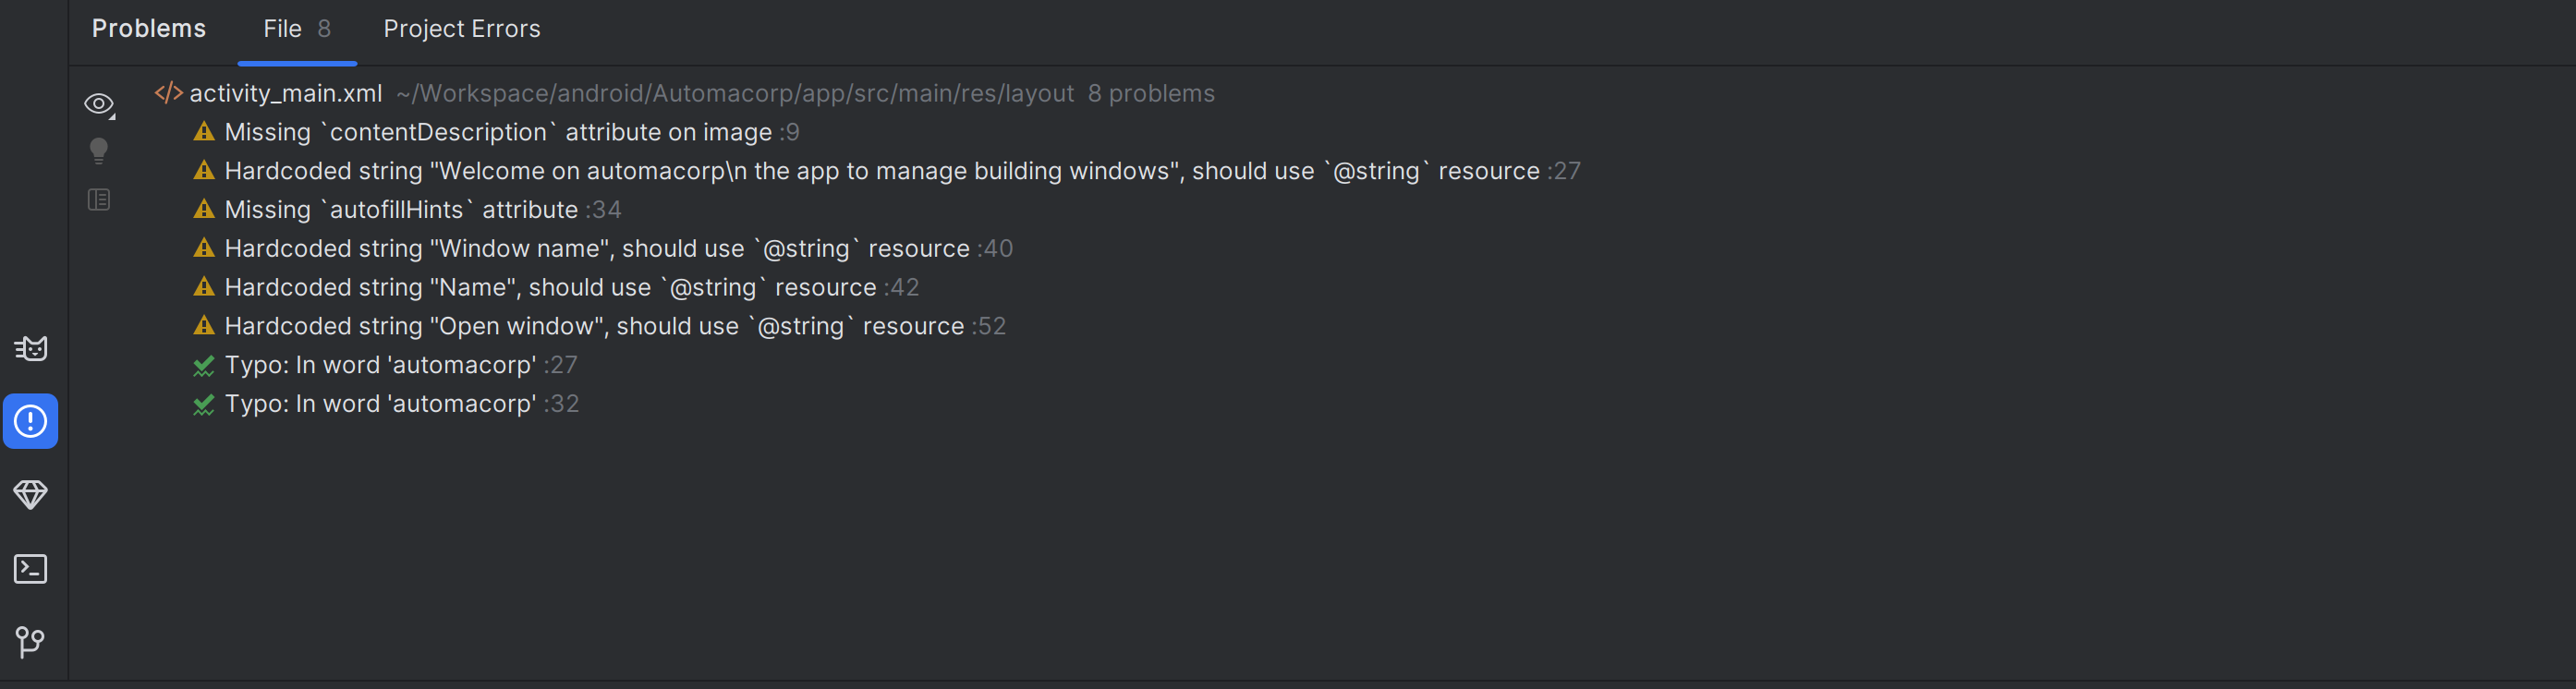 Problems File 8 Project Errors
</> activity_main.xml ~/Workspace/android/Automacorp/app/src/main/res/layout 8 problems
Missing `contentDescription` attribute on image :9
Hardcoded string "Welcome on automacorp\n the app to manage building windows", should use `@string` resource :27
Missing `autofillHints` attribute :34
Hardcoded string "Window name", should use `@string` resource :40
Hardcoded string "Name", should use `@string` resource :42
Hardcoded string "Open window", should use `@string` resource :52
Typo: In word 'automacorp' :27
Typo: In word 'automacorp' :32